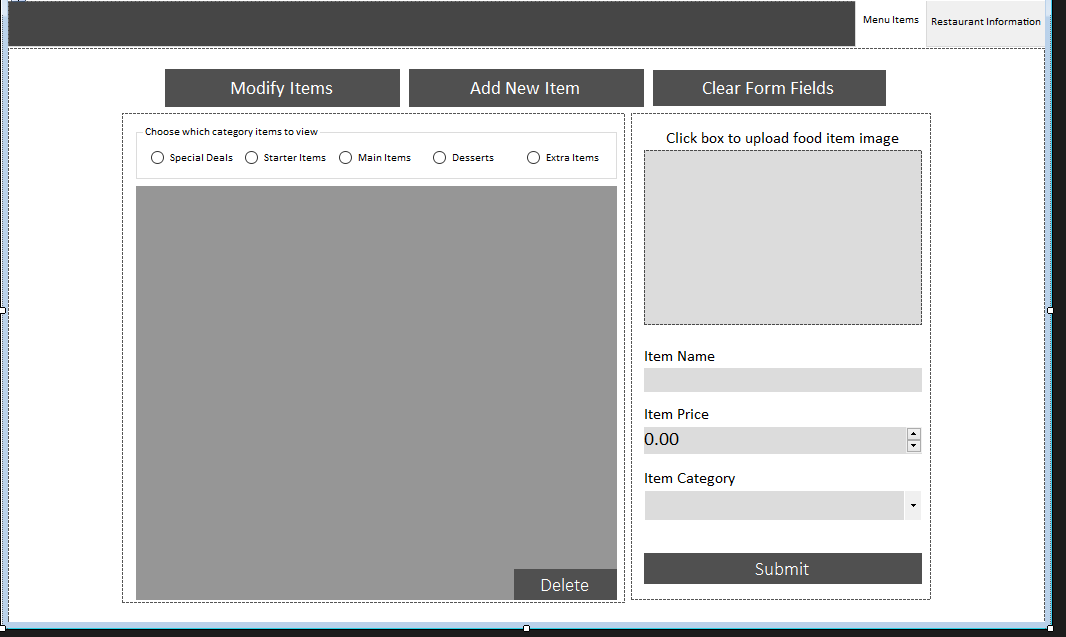 Menu Items
Restaurant Information
Modify Items
Add New Item
Clear Form Fields
Choose which category items to view
Special Deals
Starter Items
Main Items
Desserts
Extra Items
Delete
Click box to upload food item image
Item Name
Item Price
0.00
Item Category
Submit